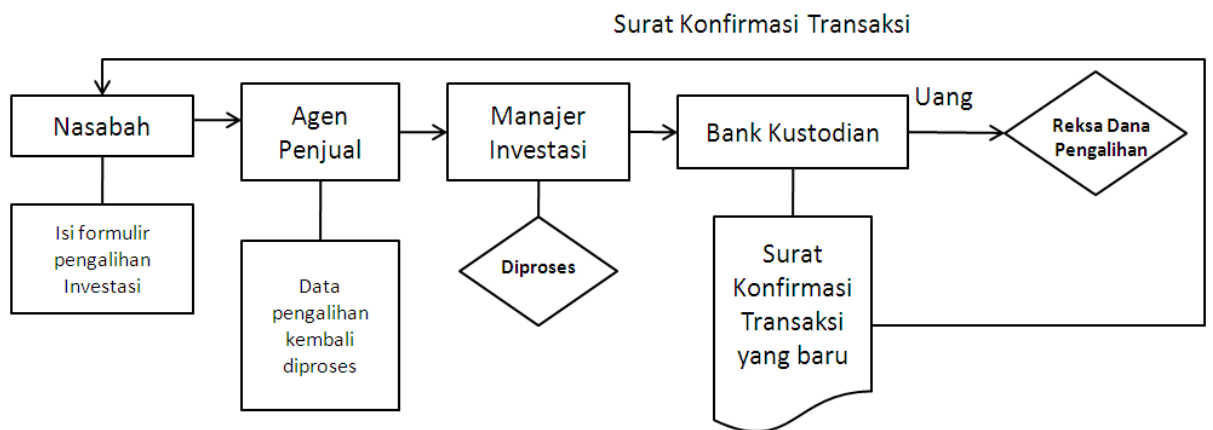 Surat Konfirmasi Transaksi
Nasabah
Agen
Penjual
Manajer
Investasi
Bank Kustodian
Uang
Reksa Dana
Pengalihan
Isi formulir
pengalihan
Investasi
Data
pengalihan
kembali
diproses
Diproses
Surat
Konfirmasi
Transaksi
yang baru